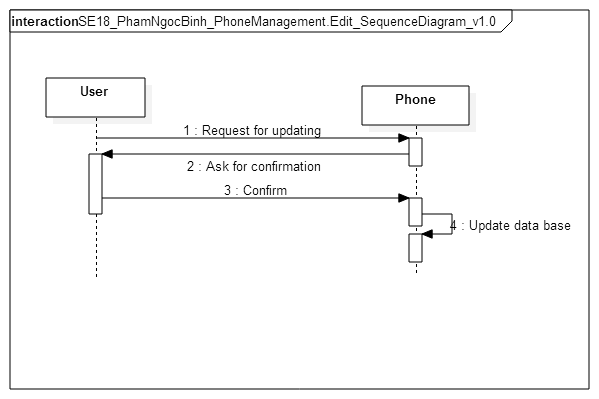 interactionSE18_PhamNgocBinh_PhoneManagement.Edit_SequenceDiagram_v1.0
User
Phone
1 : Request for updating
2 : Ask for confirmation
3 : Confirm
4 : Update data base